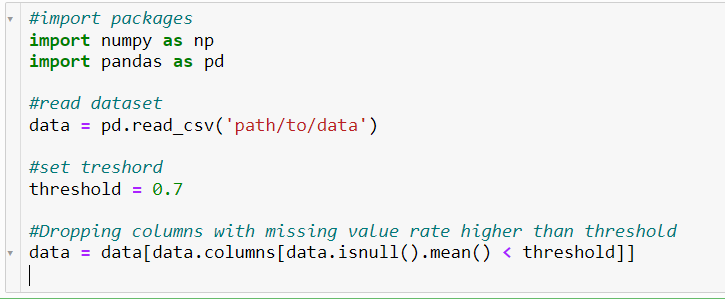 #import packages
import numpy as np
import pandas as pd
#read dataset
data = pd.read_csv('path/to/data')
#set treshord
threshold = 0.7
#Dropping columns with missing value rate higher than threshold
data = data[data.columns[data.isnull().mean() < threshold]]